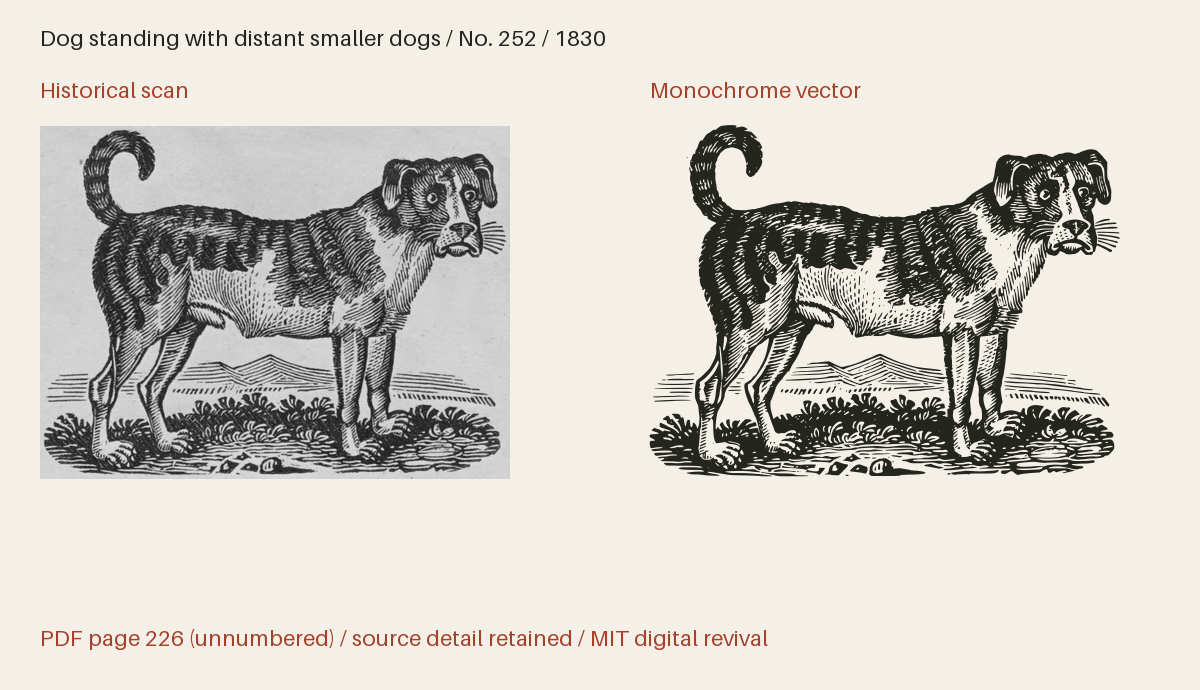 Dog standing with distant smaller dogs / No. 252 / 1830
Historical scan
Monochrome vector
PDF page 226 (unnumbered) / source detail retained / MIT digital revival